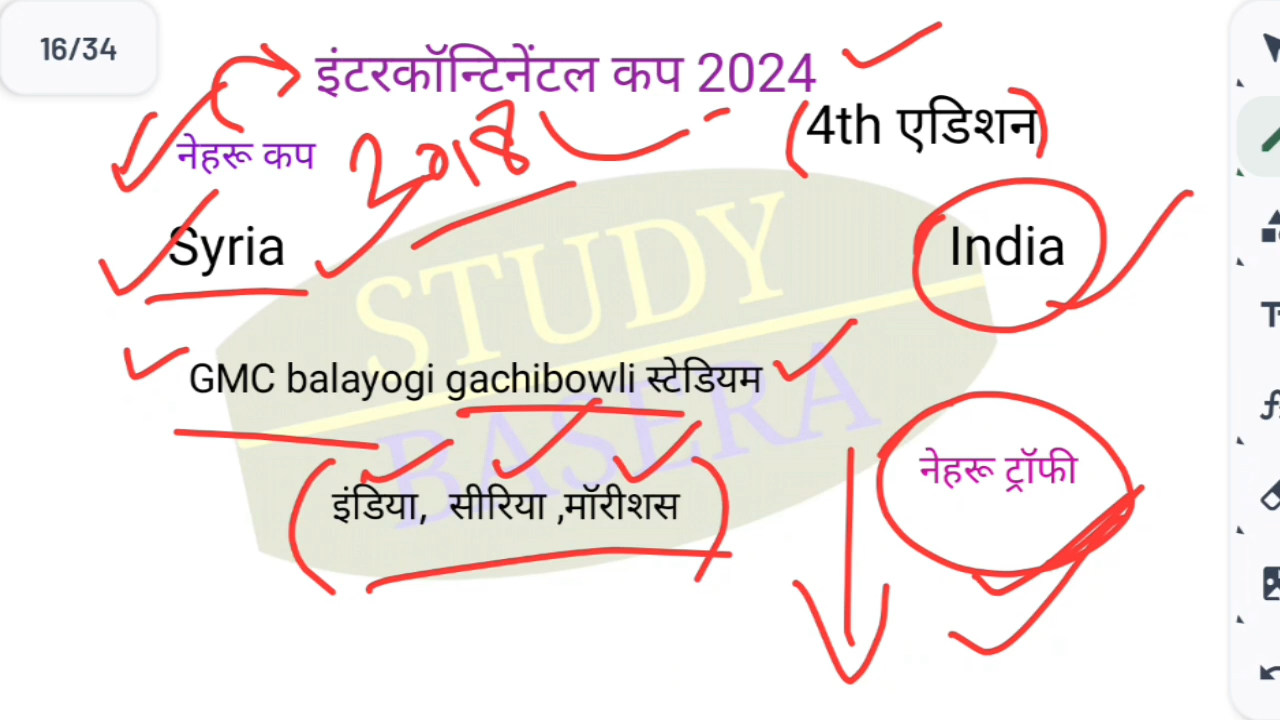 16/34
इंटरकॉन्टिनेंटल कप 2024
(4th एडिशन)
नेहरू कप 2018
Syria
India
STUDY
GMC balayogi gachibowli स्टेडियम
BASERA
नेहरू ट्रॉफी
(इंडिया, सीरिया ,मॉरीशस)